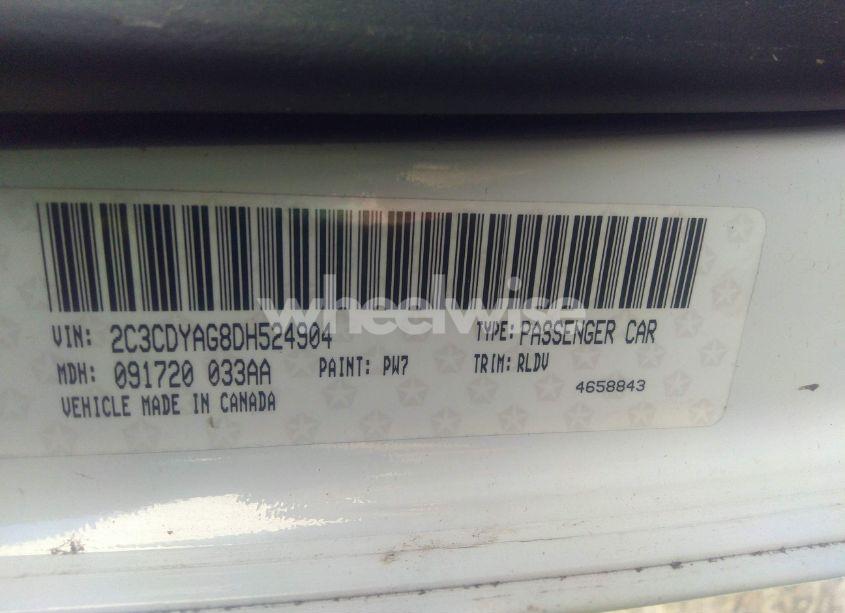 wheelwise
VIN: 2C3CDYAG8DH524904 TYPE: PASSENGER CAR
MDH: 091720 033AA PAINT: PW7 TRIM: RLDV
4658843
VEHICLE MADE IN CANADA